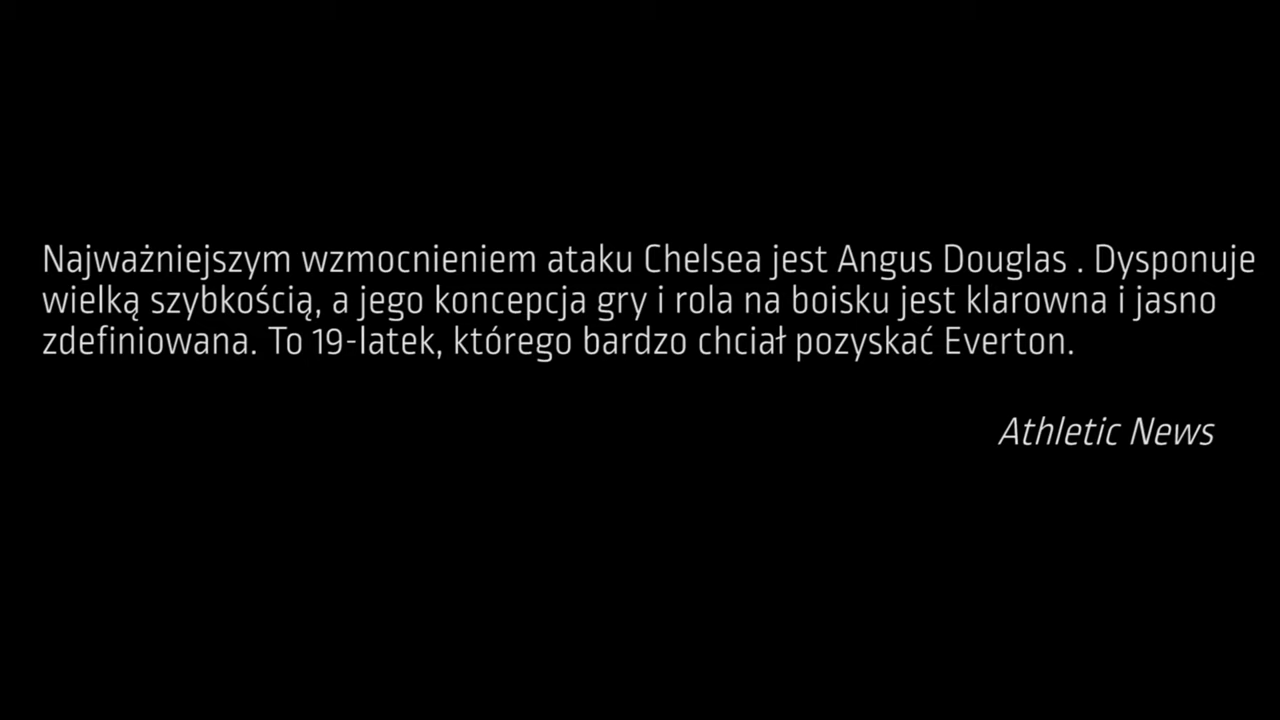 Najważniejszym wzmocnieniem ataku Chelsea jest Angus Douglas . Dysponuje
wielką szybkością, a jego koncepcja gry i rola na boisku jest klarowna i jasno
zdefiniowana. To 19-latek, którego bardzo chciał pozyskać Everton.
Athletic News